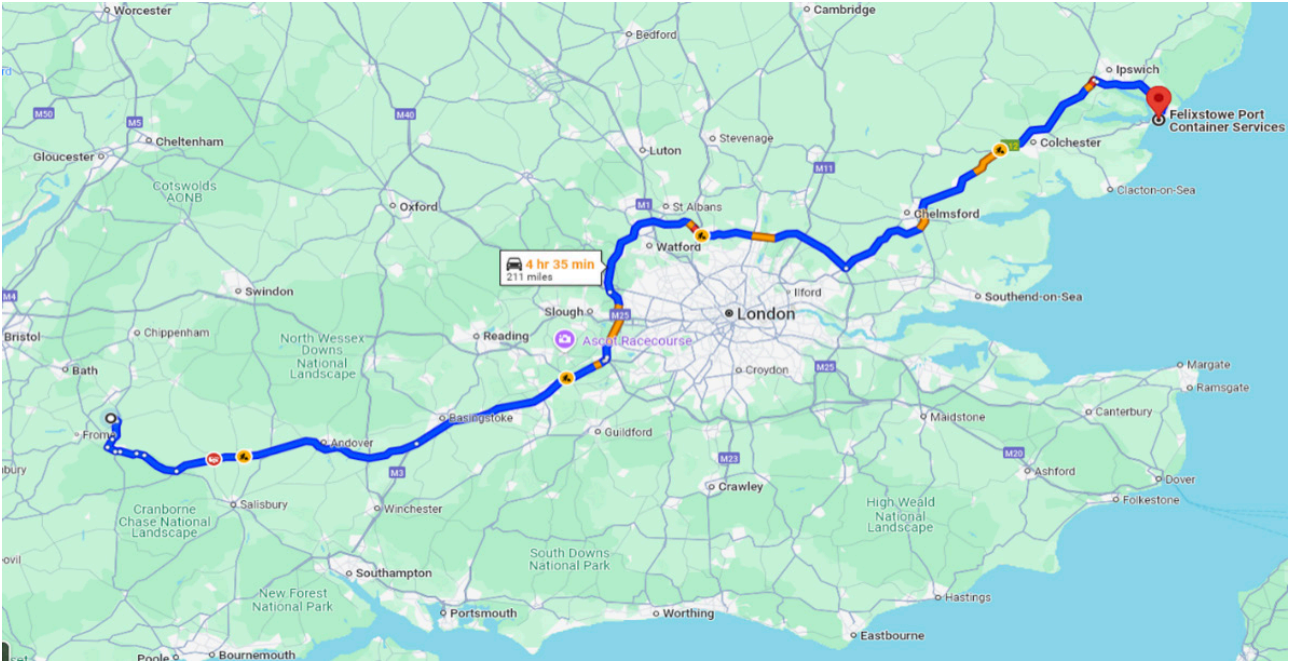 Worcester
Cambridge
Bedford
rd
Ipswich
M50
M5
M40
Felixstowe Port
Container Services
Cheltenham
Stevenage
Colchester
Gloucester
Luton
M11
Cotswolds
AONB
Clacton-on-Sea
Oxford
M1
St Albans
Chelmsford
Watford
4 hr 35 min
211 miles
M4
Swindon
Ilford
Southend-on-Sea
Slough
M25
London
Bristol
Chippenham
North Wessex
Downs
National
Landscape
Reading
Ascot Racecourse
Bath
Croydon
M25
Margate
Ramsgate
From
Basingstoke
Maidstone
Canterbury
Andover
Guildford
bury
M3
M23
M20
Ashford
Dover
Salisbury
Winchester
Crawley
Folkestone
Cranborne
Chase National
Landscape
High Weald
National
Landscape
ovil
South Downs
National Park
Southampton
New Forest
National Park
Portsmouth
Worthing
Hastings
Eastbourne
Poole
Bournemouth
set